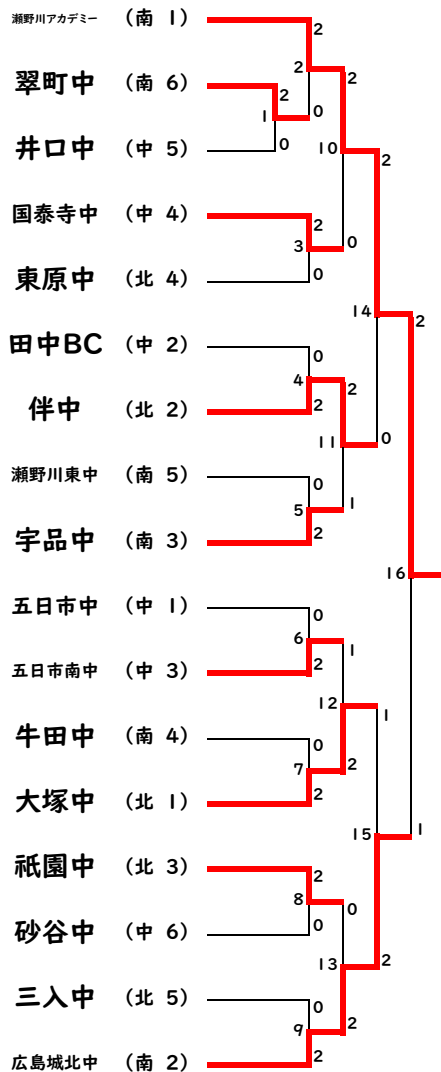 瀬野川アカデミー (南 1)
2
2 2
翠町中 (南 6)
2
1 0
井口中 (中 5) 0 10 2
国泰寺中 (中 4)
2
3 0
東原中 (北 4) 0
14 2
田中BC (中 2)
0
4 2
伴中 (北 2) 2
11 0
瀬野川東中 (南 5)
0
5 1
宇品中 (南 3) 2
16
五日市中 (中 1)
0
6 1
五日市南中 (中 3) 2
12 1
牛田中 (南 4)
0
7 2
大塚中 (北 1) 2
15 1
祇園中 (北 3)
2
8 0
砂谷中 (中 6) 0
13 2
三入中 (北 5)
0
9 2
広島城北中 (南 2) 2